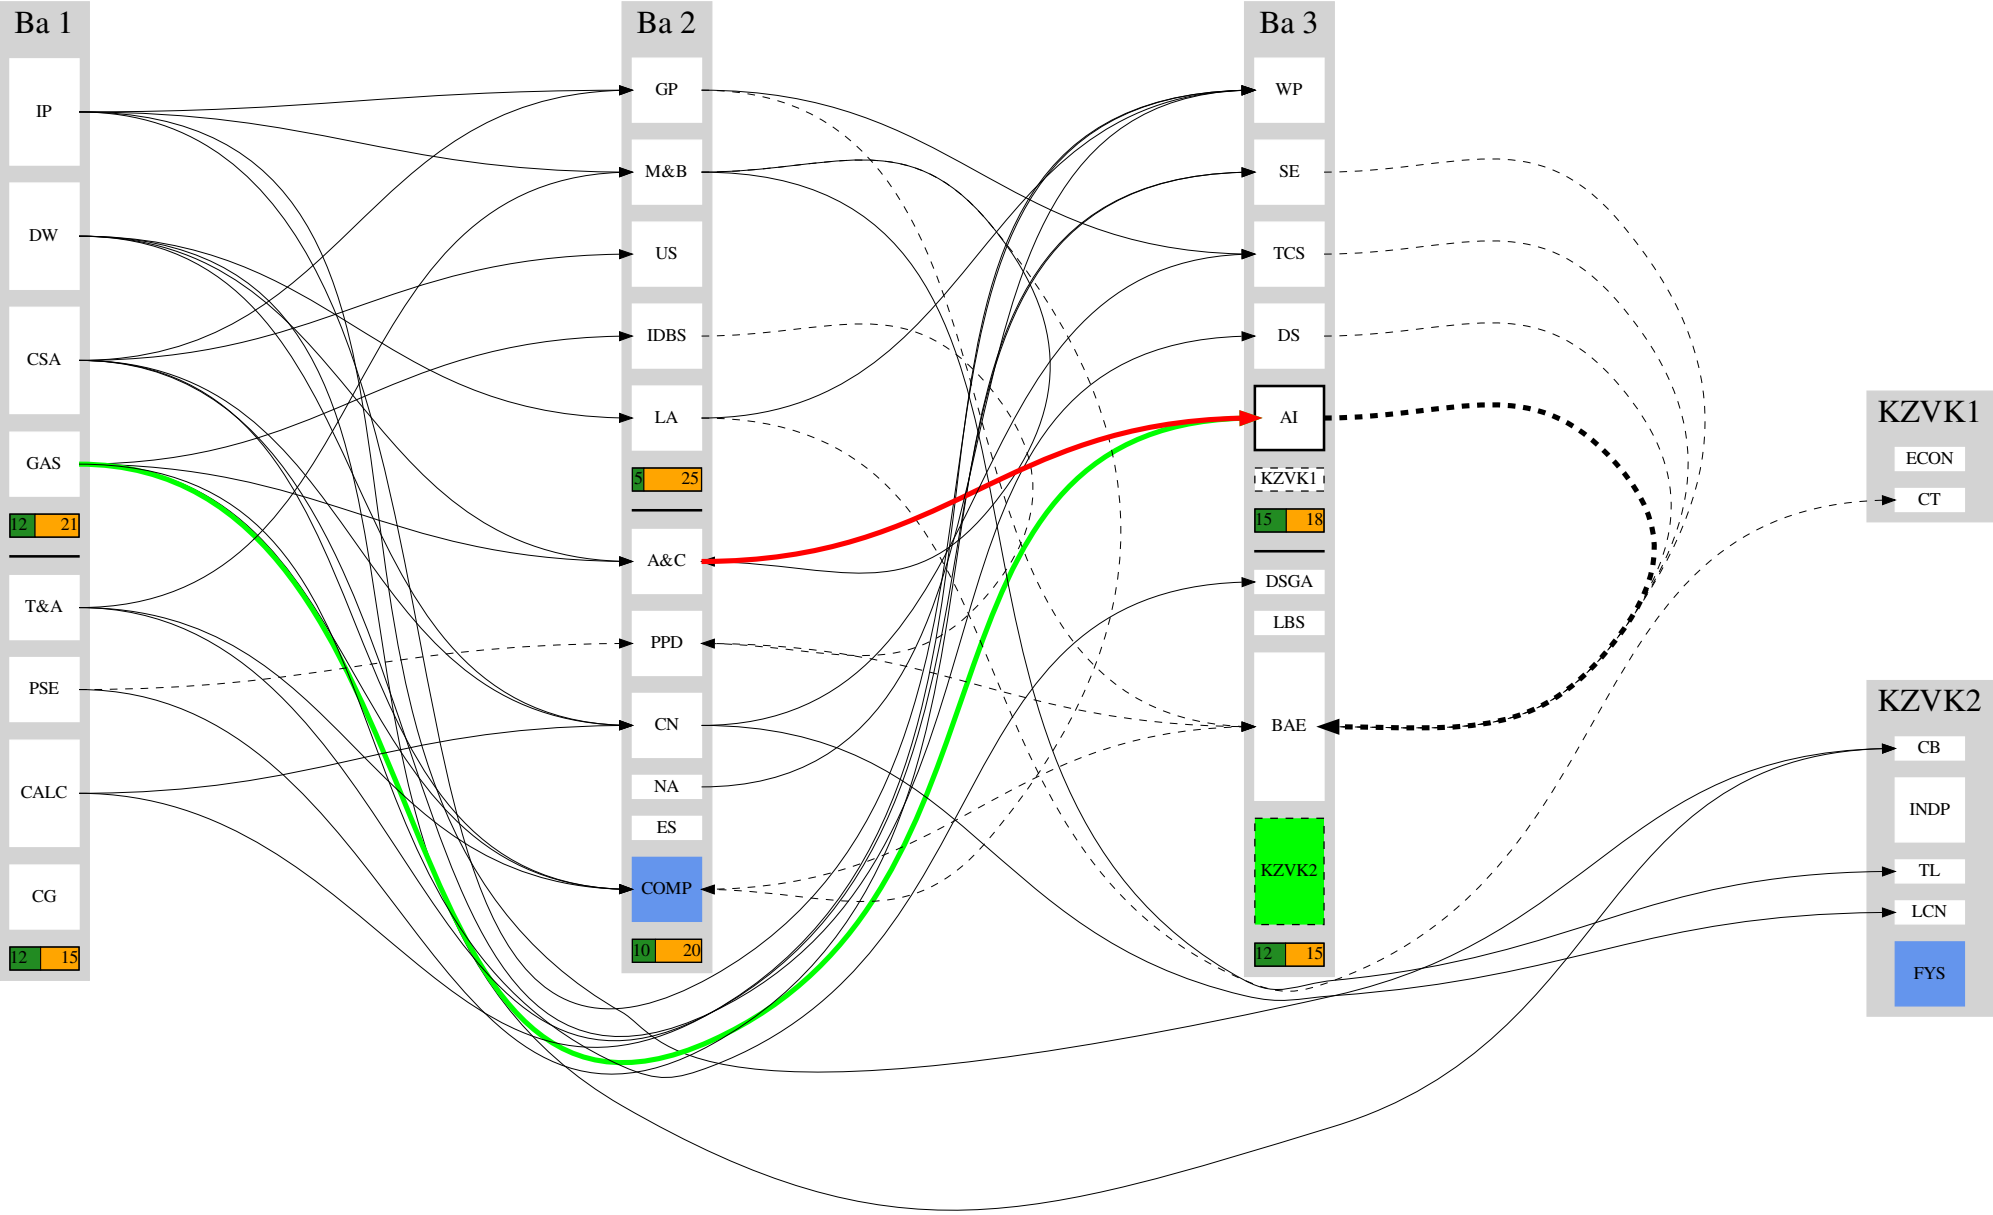 Ba 1
IP
DW
CSA
GAS
12 21
T&A
PSE
CALC
CG
12 15
Ba 2
GP
M&B
US
IDBS
LA
5 25
A&C
PPD
CN
NA
ES
COMP
10 20
Ba 3
WP
SE
TCS
DS
AI
KZVK1
15 18
DSGA
LBS
BAE
KZVK2
12 15
KZVK1
ECON
CT
KZVK2
CB
INDP
TL
LCN
FYS